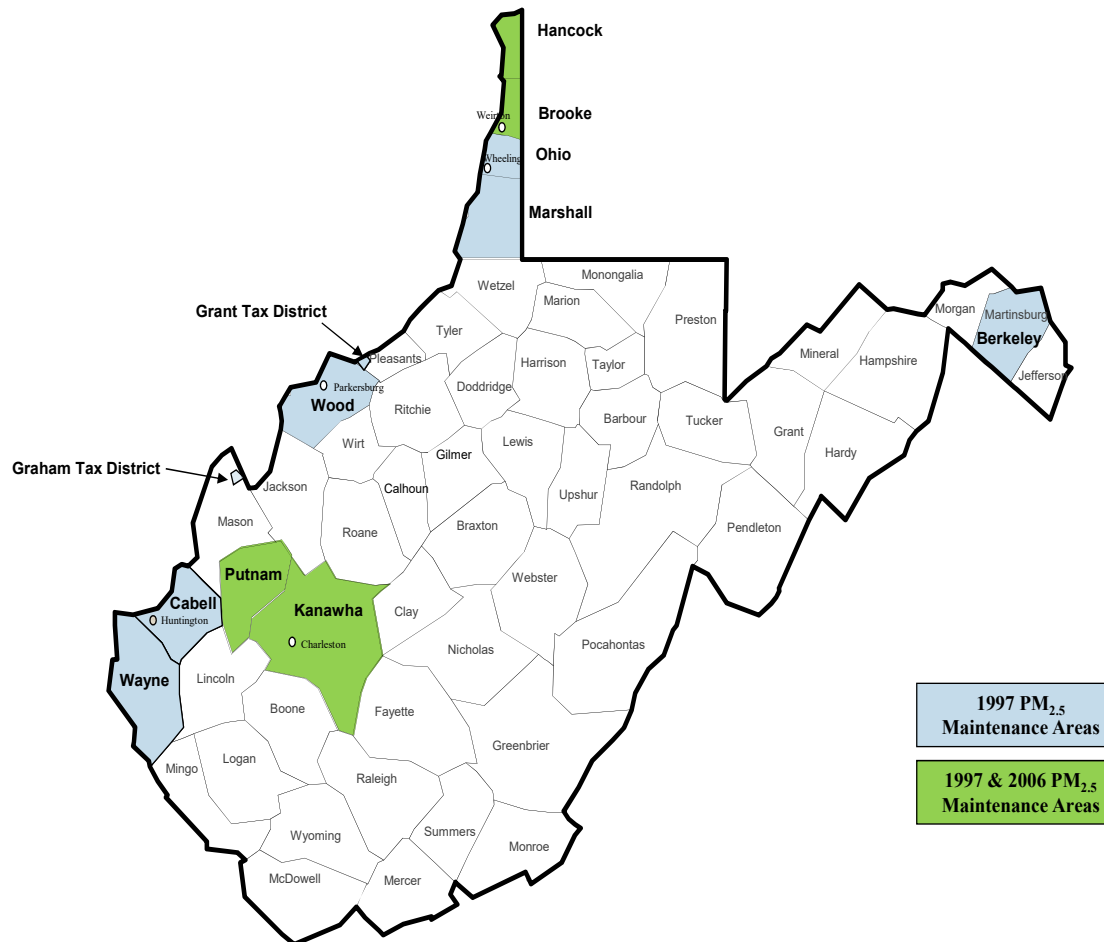 Hancock
Brooke
Weirton
Ohio
Wheeling
Marshall
Wetzel
Monongalia
Marion
Preston
Morgan
Martinsburg
Berkeley
Jefferson
Grant Tax District
Tyler
Pleasants
Harrison
Taylor
Mineral
Hampshire
Parkersburg
Wood
Doddridge
Ritchie
Barbour
Tucker
Grant
Hardy
Wirt
Lewis
Gilmer
Graham Tax District
Jackson
Calhoun
Upshur
Randolph
Mason
Roane
Braxton
Pendleton
Putnam
Webster
Cabell
Huntington
Kanawha
Clay
Charleston
Nicholas
Pocahontas
Wayne
Lincoln
Boone
Fayette
Greenbrier
Mingo
Logan
Raleigh
Wyoming
Summers
Monroe
McDowell
Mercer
1997 PM2.5
Maintenance Areas
1997 & 2006 PM2.5
Maintenance Areas